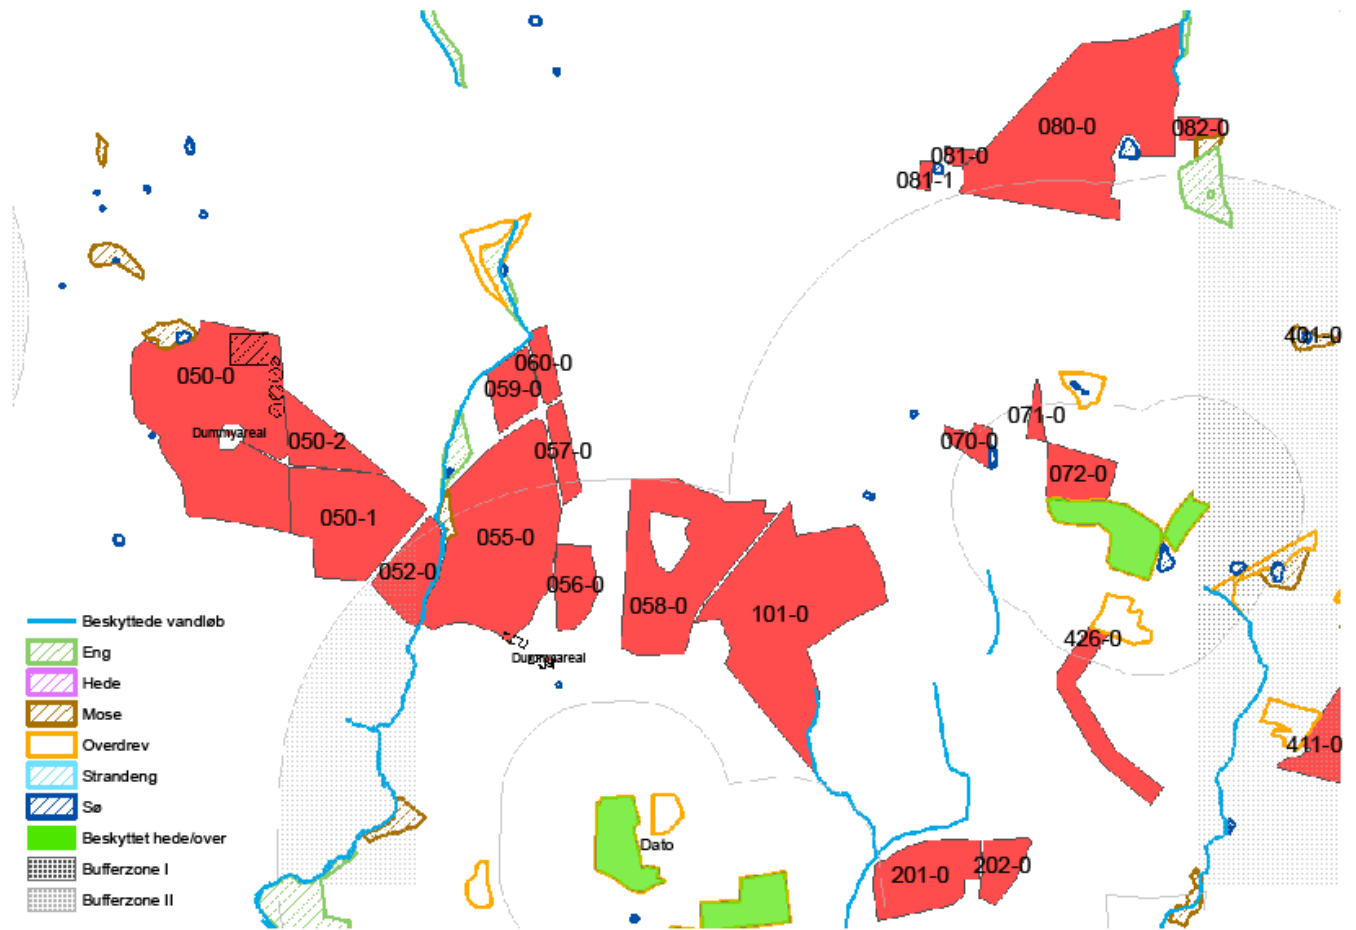 080-0
082-0
081-0
081-1
401-0
060-0
050-0
059-0
071-0
Dummyareal
050-2
070-0
057-0
072-0
050-1
055-0
052-0
056-0
058-0
101-0
Beskyttede vandløb
426-0
Eng
Dummyareal
Hede
Mose
Overdrev
411-0
Strandeng
Sø
Beskyttet hede/over
Dato
Bufferzone I
201-0
202-0
Bufferzone II